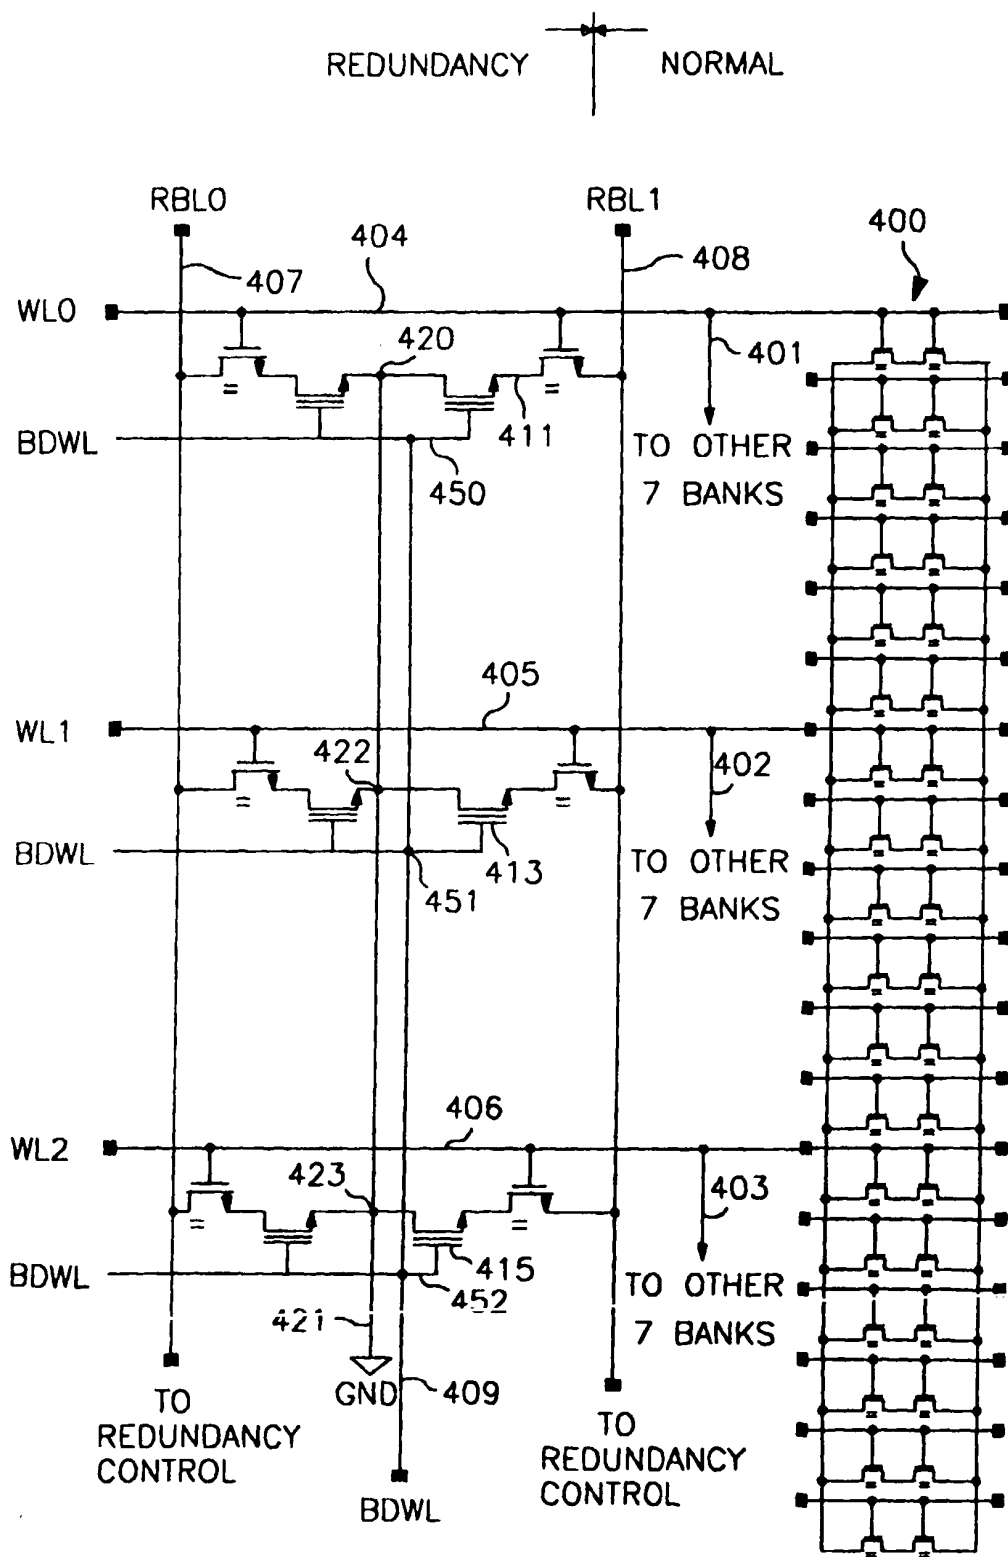 REDUNDANCY NORMAL
RBL0 RBL1
400
404
407 408
WL0
420 401
411
BDWL
450
TO OTHER
7 BANKS
405
WL1
422 402
413
BDWL
451
TO OTHER
7 BANKS
406
WL2
423 403
415
BDWL
452
TO OTHER
7 BANKS
421
GND 409
TO
REDUNDANCY
CONTROL
TO
REDUNDANCY
CONTROL
BDWL